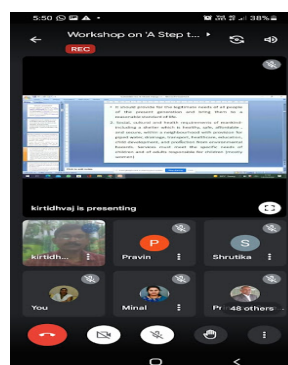 5:50
38%
Workshop on 'A Step t...
REC
It should provide for the legitimate needs of all people
of the present generation and bring them to a
reasonable standard of life.
Social, cultural and health requirements of
including a shelter which is healthy, safe, affordable
and secure, within a neighbourhood with provision for
piped water, drainage, transport, healthcare, education,
child development, and protection from environmental
hazards. Services must meet the specific needs of
children and of adults responsible for children (mostly
women)
kirtidhvaj is presenting
kirtidh...
P
Pravin
S
Shrutika
You
Minal
Pr
48 others